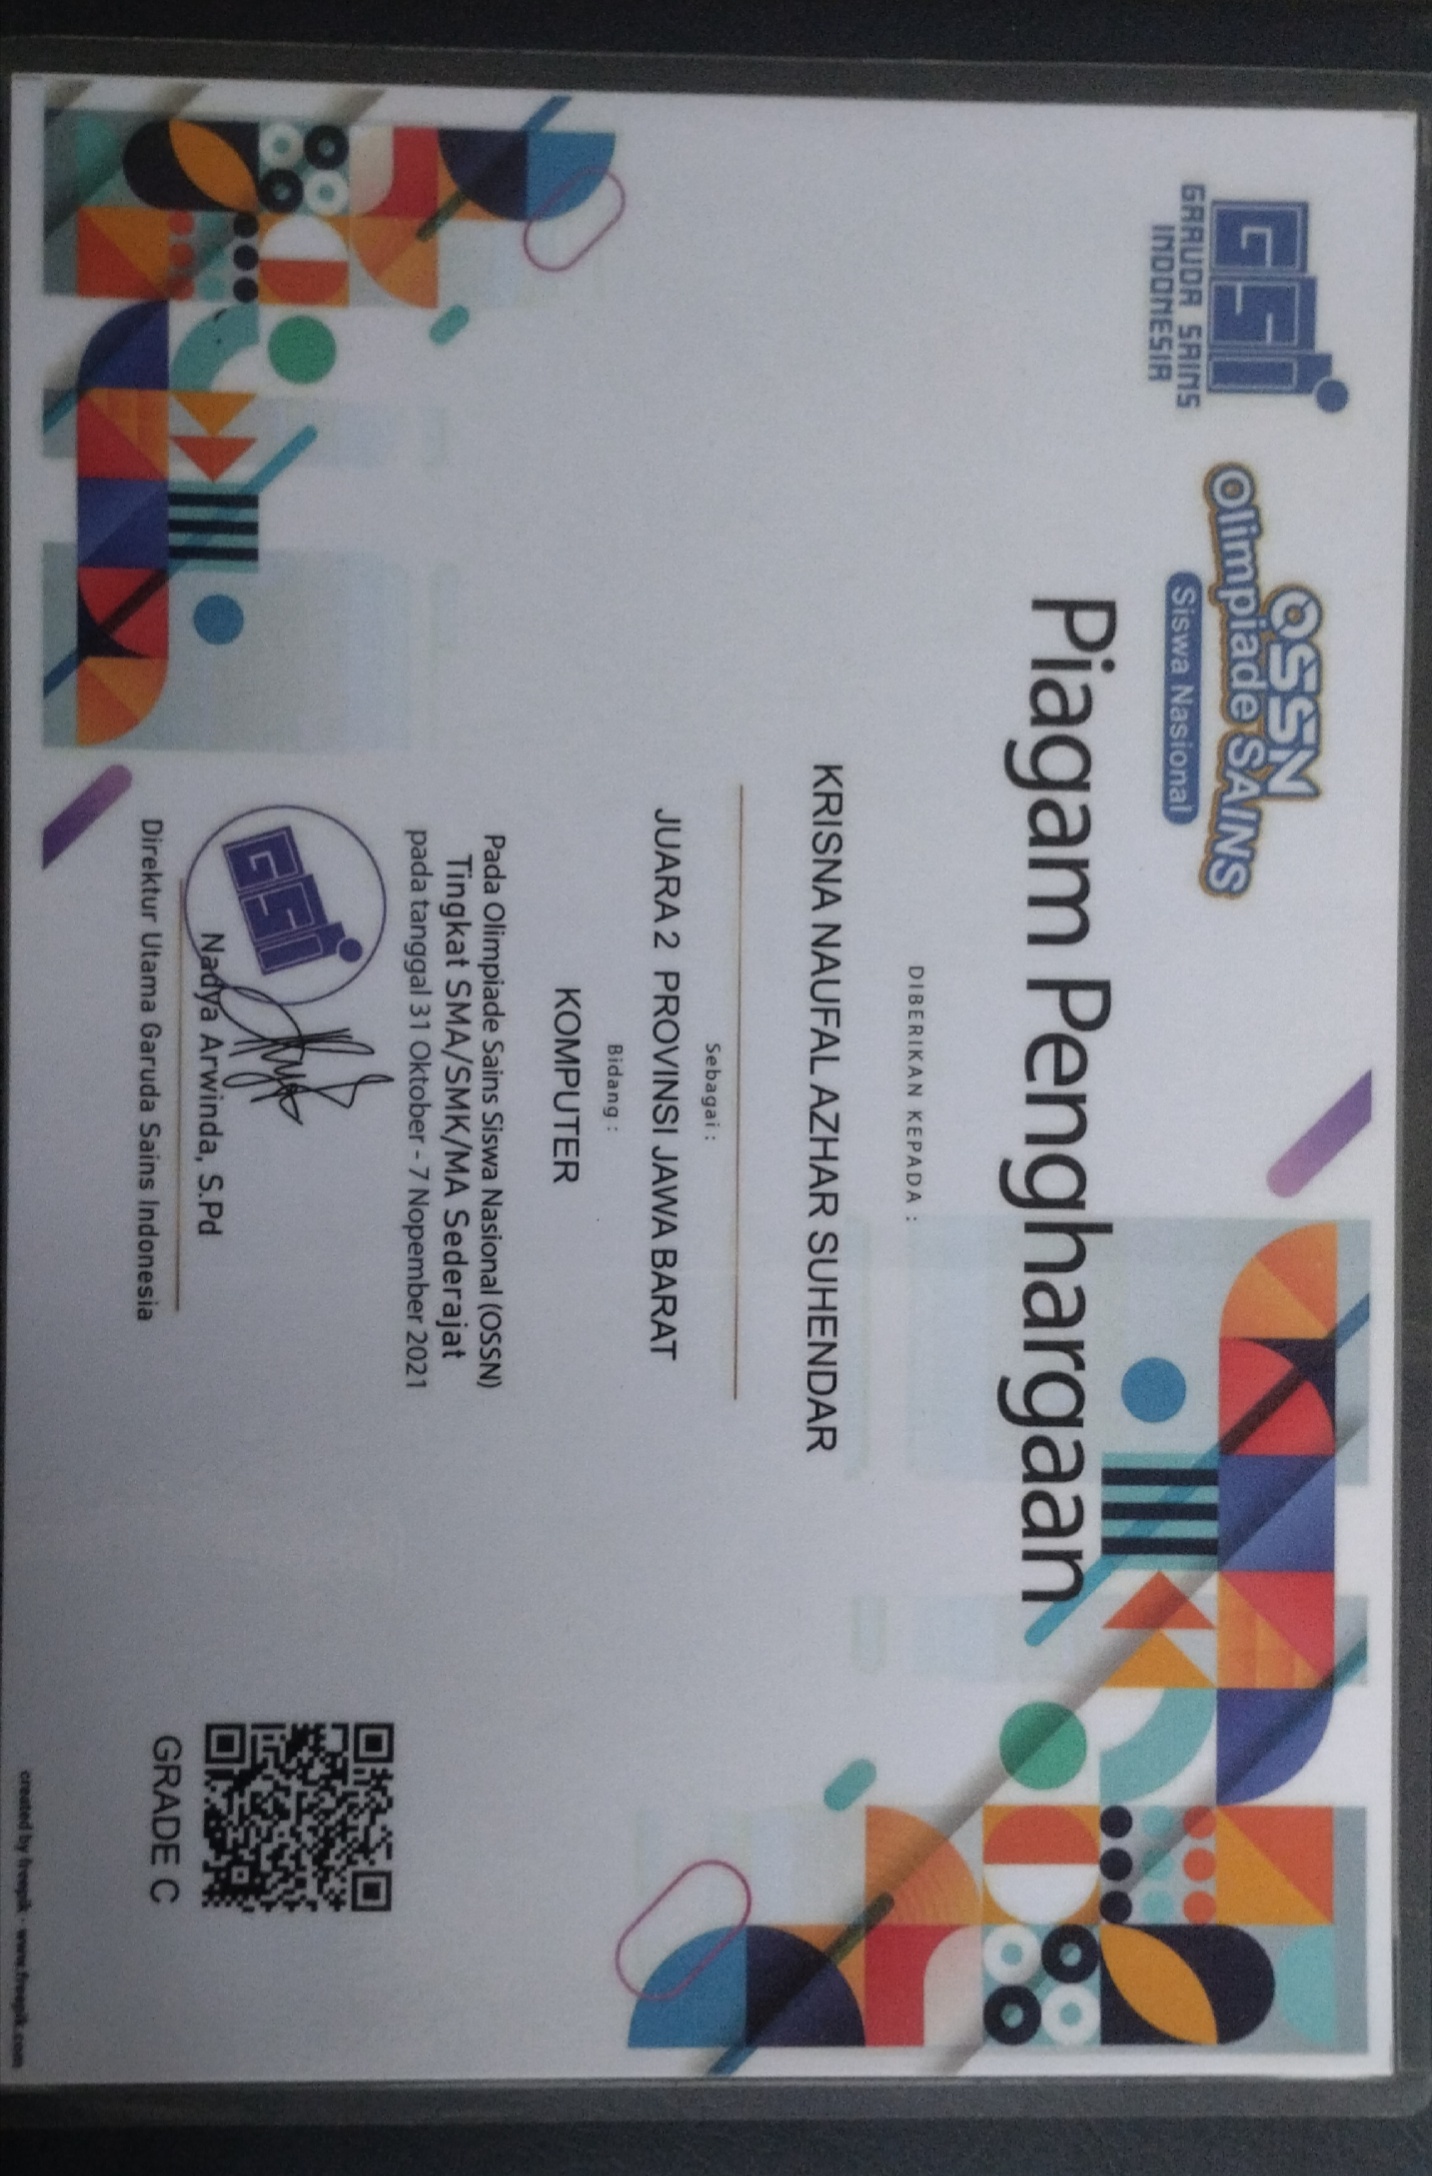 GSI
GARUDA SAINS
INDONESIA
OSSN
Olimpiade SAINS
Siswa Nasional
Piagam Penghargaan
DIBERIKAN KEPADA :
KRISNA NAUFAL AZHAR SUHENDAR
Sebagai :
JUARA 2 PROVINSI JAWA BARAT
Bidang :
KOMPUTER
Pada Olimpiade Sains Siswa Nasional (OSSN)
Tingkat SMA/SMK/MA Sederajat
pada tanggal 31 Oktober - 7 Nopember 2021
GSI
Nadya Arwinda, S.Pd
Direktur Utama Garuda Sains Indonesia
GRADE C
created by freepik - www.freepik.com